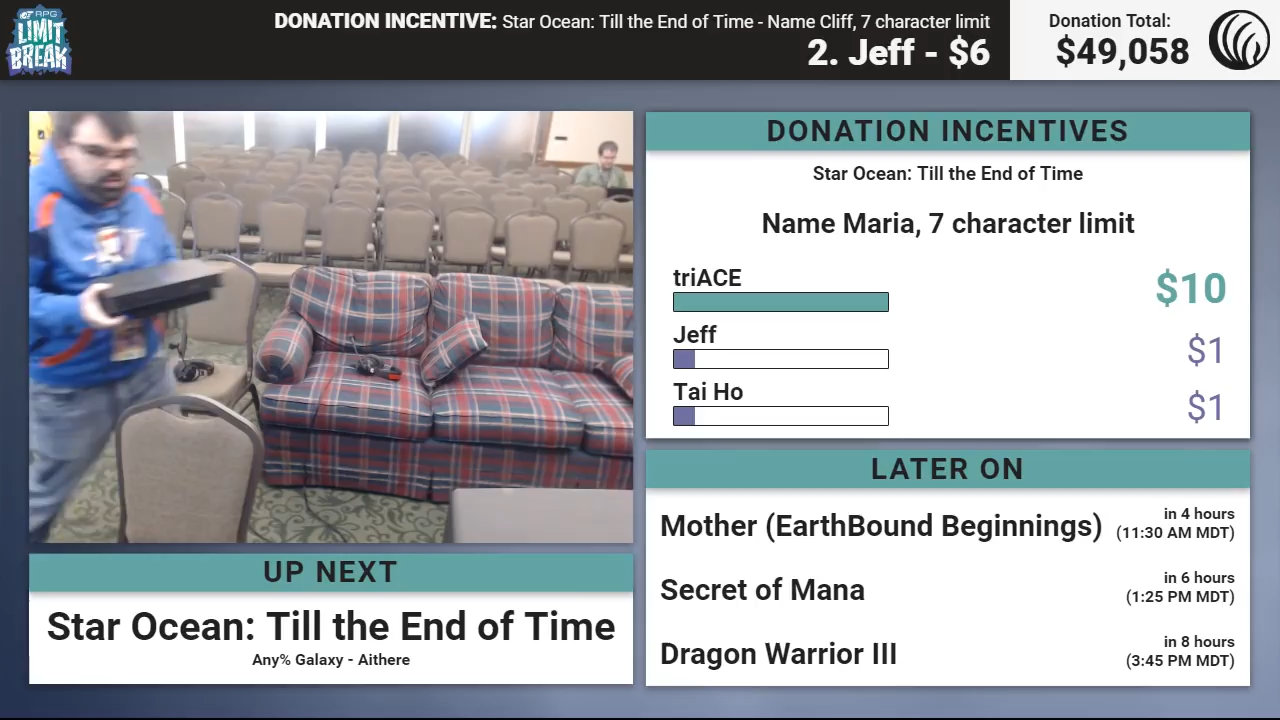 RPG
LIMIT
BREAK
DONATION INCENTIVE: Star Ocean: Till the End of Time - Name Cliff, 7 character limit
2. Jeff - $6
Donation Total:
$49,058
DONATION INCENTIVES
Star Ocean: Till the End of Time
Name Maria, 7 character limit
triACE
$10
Jeff
$1
Tai Ho
$1
LATER ON
Mother (EarthBound Beginnings)
in 4 hours
(11:30 AM MDT)
Secret of Mana
in 6 hours
(1:25 PM MDT)
Dragon Warrior III
in 8 hours
(3:45 PM MDT)
UP NEXT
Star Ocean: Till the End of Time
Any% Galaxy - Aithere